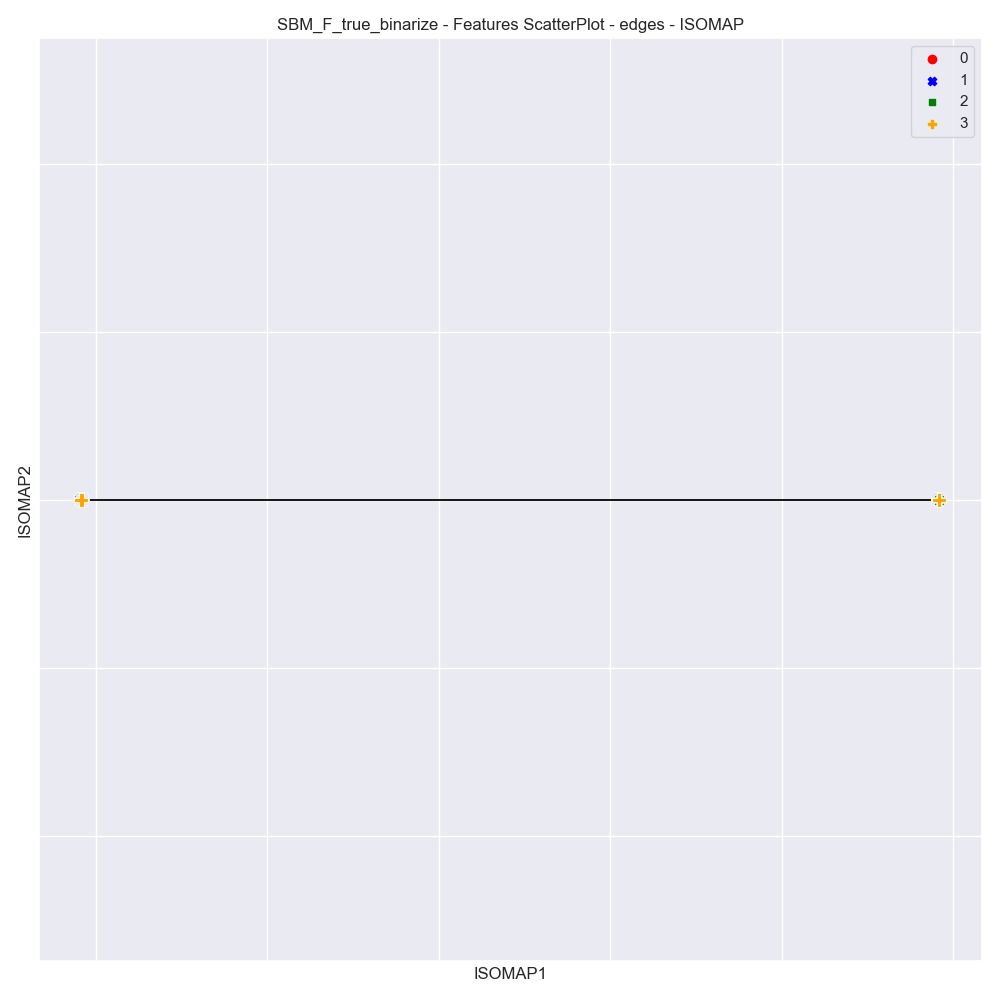 SBM_F_true_binarize - Features ScatterPlot - edges - ISOMAP
0
1
2
3
ISOMAP2
ISOMAP1